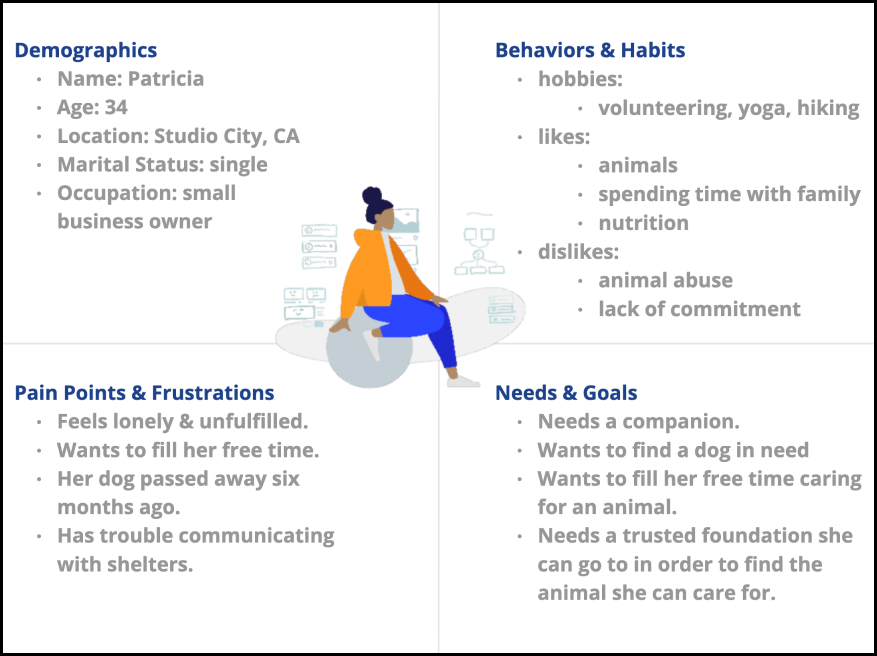 Demographics
· Name: Patricia
· Age: 34
· Location: Studio City, CA
· Marital Status: single
· Occupation: small
business owner
Behaviors & Habits
· hobbies:
· volunteering, yoga, hiking
· likes:
· animals
· spending time with family
· nutrition
· dislikes:
· animal abuse
· lack of commitment
Pain Points & Frustrations
· Feels lonely & unfulfilled.
· Wants to fill her free time.
· Her dog passed away six
months ago.
· Has trouble communicating
with shelters.
Needs & Goals
· Needs a companion.
· Wants to find a dog in need
· Wants to fill her free time caring
for an animal.
· Needs a trusted foundation she
can go to in order to find the
animal she can care for.